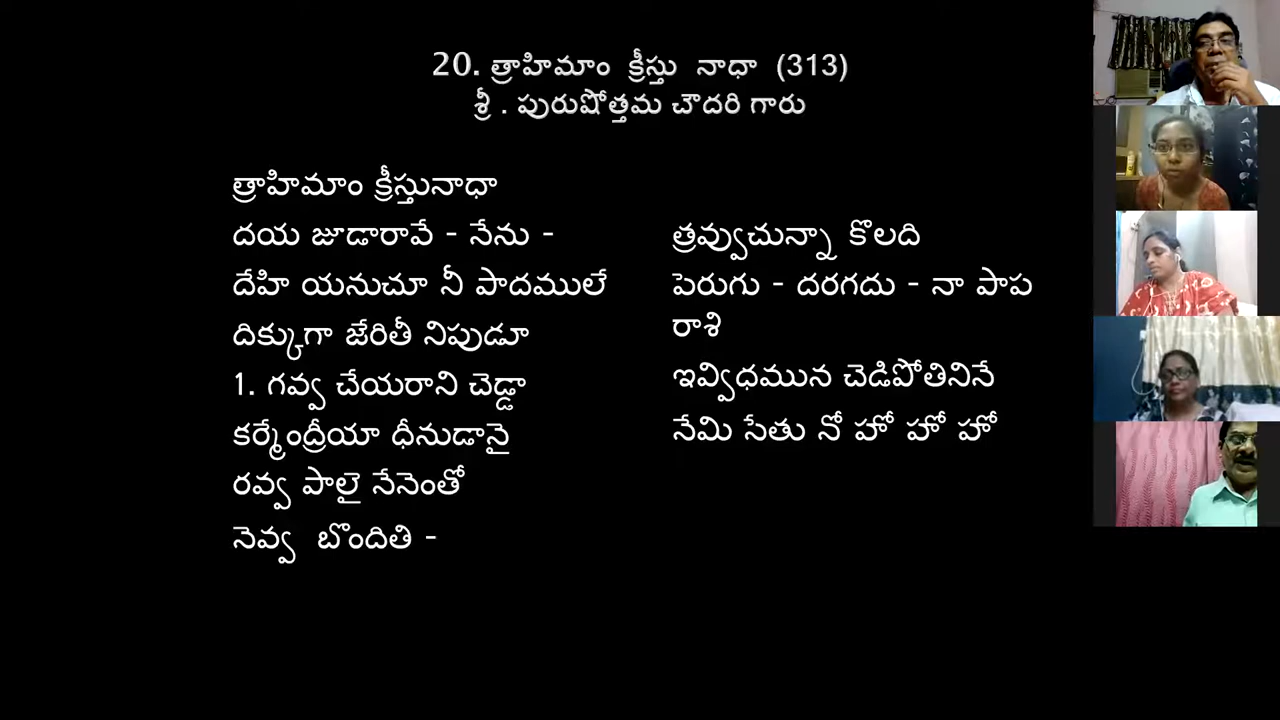 20. త్రాహిమాం క్రీస్తు నాధా (313)
శ్రీ . పురుషోత్తమ చౌదరి గారు
త్రాహిమాం క్రీస్తునాధా
దయ జూడారావే - నేను -
దేహి యనుచూ నీ పాదములే
దిక్కుగా జేరితీ నిపుడూ
1. గవ్వ చేయరాని చెడ్డా
కర్మేంద్రీయా ధీనుడానై
రవ్వ పాలై నేనెంతో
నెవ్వ బొందితి -
త్రవ్వుచున్నా కొలది
పెరుగు - దరగదు - నా పాప
రాశి
ఇవ్విధమున చెడిపోతినినే
నేమి సేతు నో హో హో హో